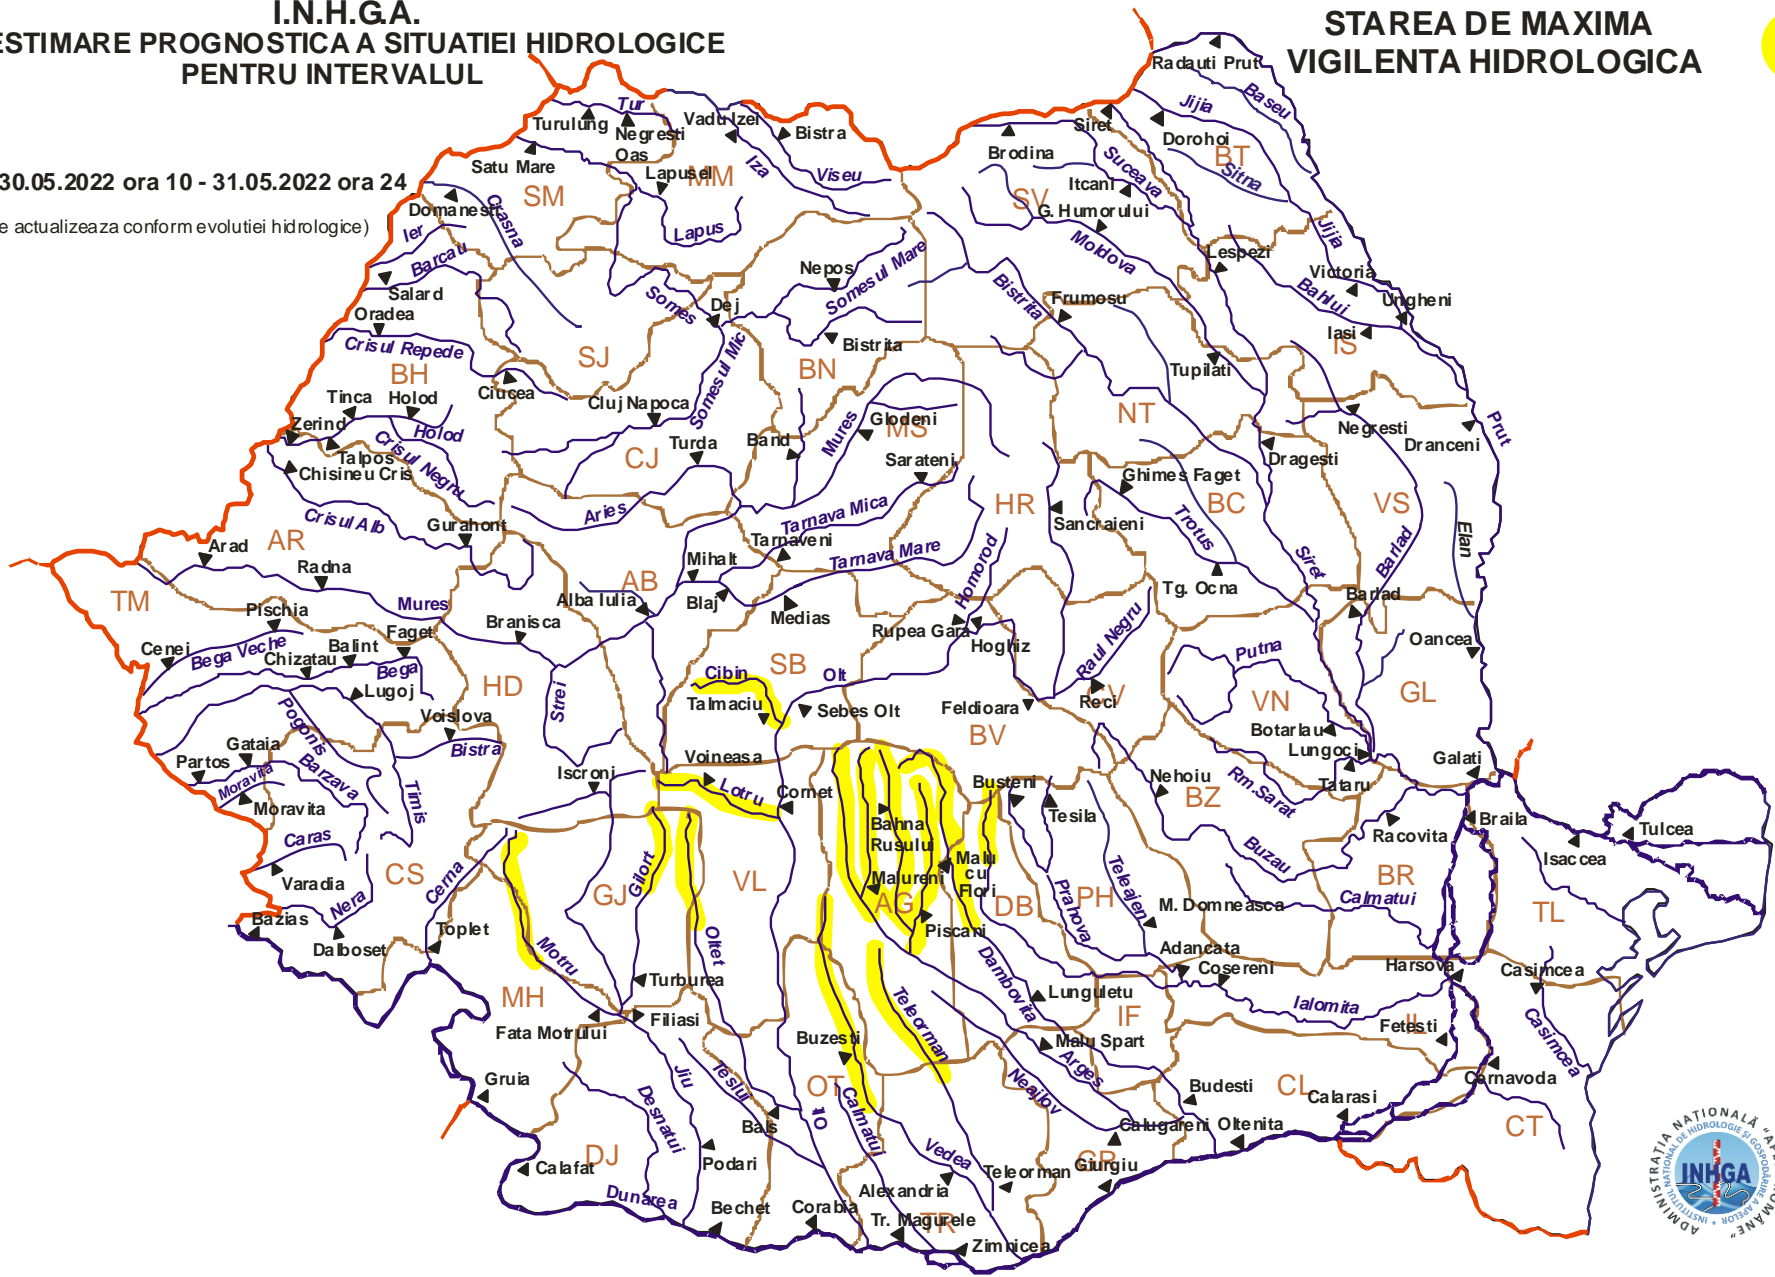 I.N.H.G.A.
ESTIMARE PROGNOSTICA A SITUATIEI HIDROLOGICE
PENTRU INTERVALUL
STAREA DE MAXIMA
VIGILENTA HIDROLOGICA
30.05.2022 ora 10 - 31.05.2022 ora 24
e actualizeaza conform evolutiei hidrologice)
Radauti Prut
Baseu
Jijia
Tur
Turulung
Negresti
Oas
Vadu Izei
Bistra
Siret
Dorohoi
BT
Sitna
Satu Mare
Lapusel
MM
Iza
Viseu
Brodina
Suceava
SM
Domanesti
Crasna
Itcani
SV
G. Humorului
Jijia
Ier
Barcau
Lapus
Moldova
Lespezi
Salard
Nepos
Somesul Mare
Victoria
Bahlui
Ungheni
Oradea
Somes
Dej
Bistrita
Frumosu
Iasi
IS
Crisul Repede
BH
SJ
Somesul Mic
Bistrita
BN
Tupilati
Ciucea
Tinca
Holod
Cluj Napoca
Mures
Glodeni
MS
NT
Prut
Zerind
Holod
Negresti
Dranceni
Talpos
Chisineu Cris
Crisul Negru
CJ
Turda
Band
Sarateni
Dragesti
Ghimes Faget
Crisul Alb
Gurahont
Aries
Tarnava Mica
HR
Sancraieni
BC
Trotus
VS
Elan
Barlad
AR
Arad
Radna
Tarnaveni
Mihalt
Tarnava Mare
Homorod
Siret
TM
AB
Alba Iulia
Blaj
Medias
Tg. Ocna
Barlad
Pischia
Mures
Branisca
Rupea Gara
Hoghiz
Raul Negru
Oancea
Cenei
Bega Veche
Chizatau
Balint
Faget
Bega
Lugoj
HD
Strei
Cibin
SB
Olt
Talmaciu
Sebes Olt
Feldioara
BV
Reci
CV
Putna
VN
GL
Botarlau
Lungoci
Voislova
Pogonis
Gataia
Partos
Moravita
Barzava
Moravita
Bistra
Timis
Iscroni
Voineasa
Lotru
Cornet
Busteni
Tesila
Nehoiu
BZ
Rm.Sarat
Tataru
Galati
Braila
Racovita
Tulcea
Isaccea
Caras
Varadia
CS
Cerna
Nera
Bazias
Dalboset
Toplet
GJ
Gilort
VL
Bahna
Rusului
Malureni
AG
Malu
cu
Flori
Piscani
DB
PH
Prahova
Teleajen
M. Domneasca
Buzau
Calmatui
BR
TL
Motru
Turburea
Oltet
Adancata
Cosereni
Harsova
Casimcea
MH
Fata Motrului
Filiasi
Teleorman
Dambovita
Lunguletu
IF
Ialomita
IL
Fetesti
Casimcea
Gruia
Jiu
Teslui
Buzesti
OT
Calmatui
Malu Spart
Arges
Neajlov
Budesti
CL
Calarasi
Cernavoda
CT
Desnatui
Bals
Olt
Calugareni
Oltenita
DJ
Calafat
Podari
Vedea
Teleorman
Giurgiu
GR
Dunarea
Bechet
Corabia
Alexandria
Tr. Magurele
TR
Zimnicea
INHGA